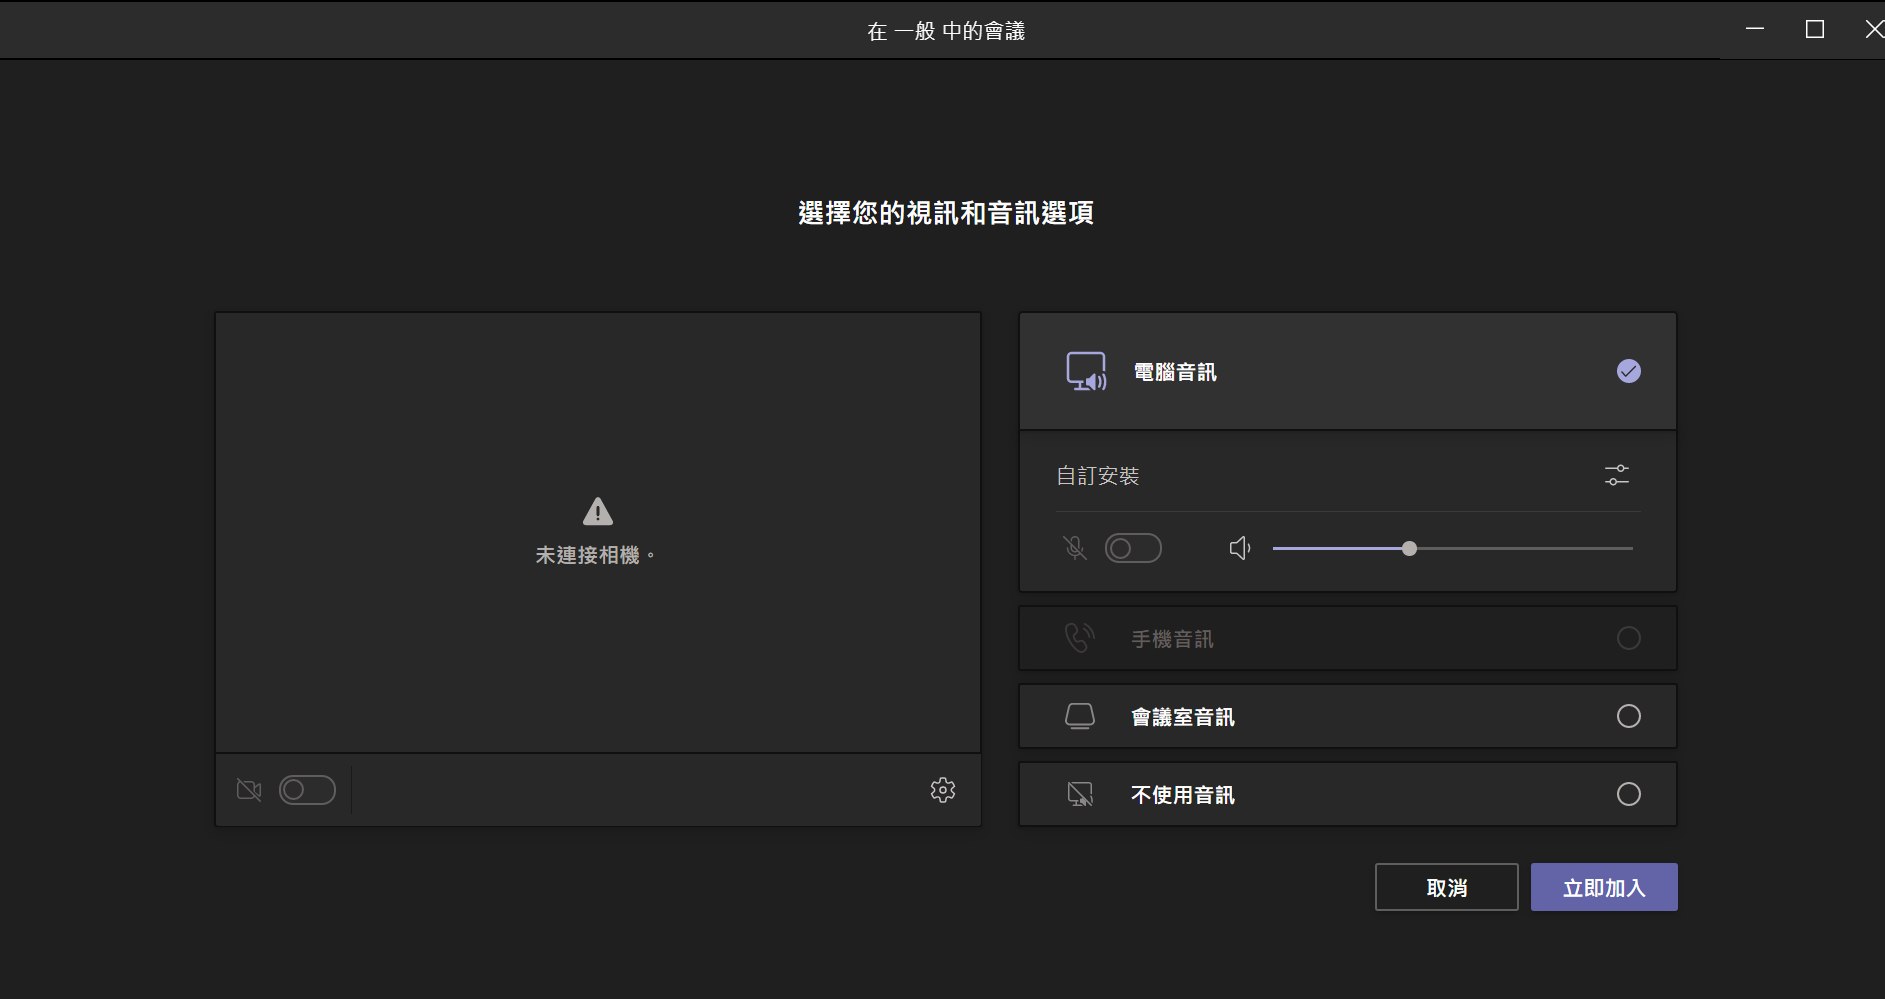 在 一般 中的會議
選擇您的視訊和音訊選項
未連接相機。
電腦音訊
自訂安裝
手機音訊
會議室音訊
不使用音訊
取消
立即加入